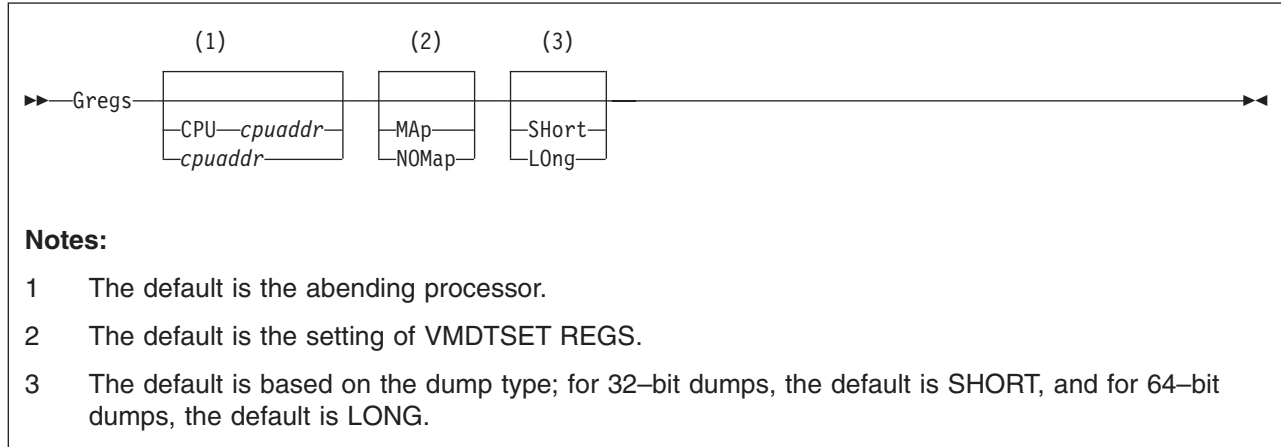 (1) (2) (3)
Gregs
CPU cpuaddr MAp SHort
cpuaddr NOMap LOng
Notes:
1 The default is the abending processor.
2 The default is the setting of VMDTSET REGS.
3 The default is based on the dump type; for 32–bit dumps, the default is SHORT, and for 64–bit
dumps, the default is LONG.